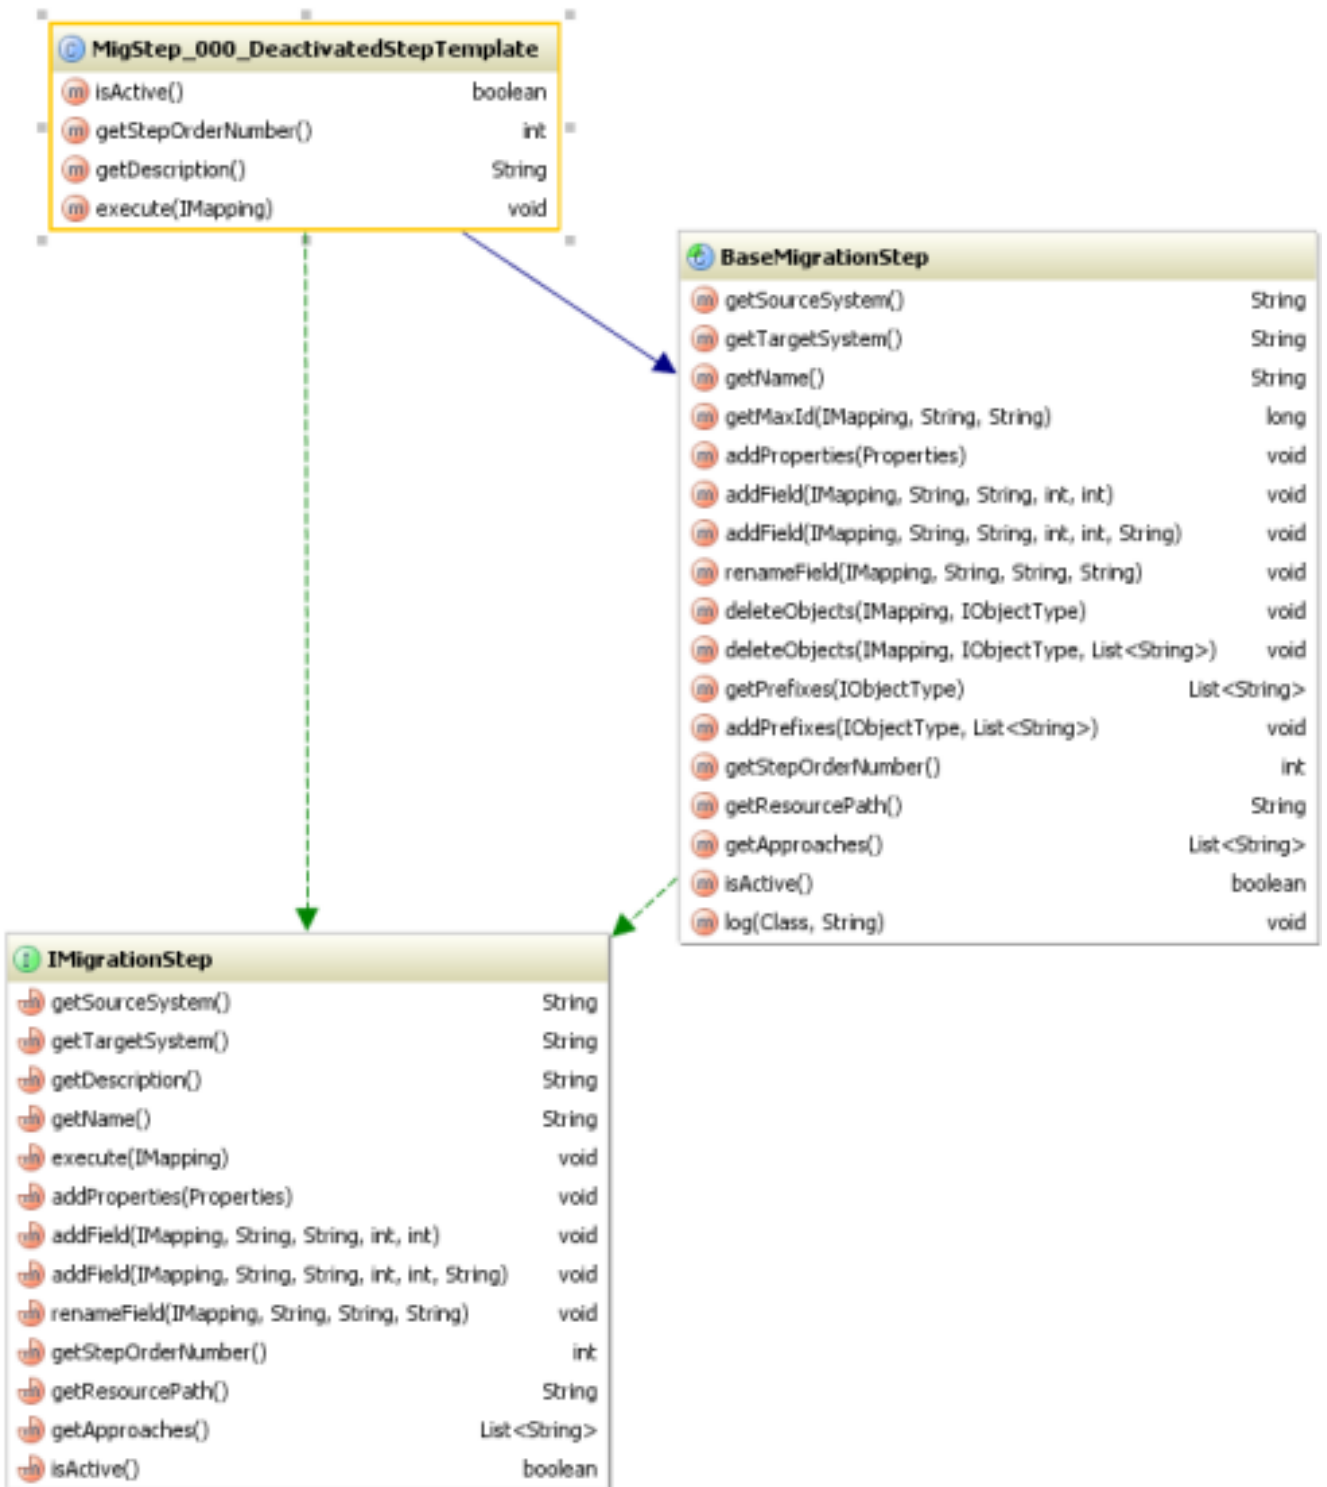 MigStep_000_DeactivatedStepTemplate
isActive() boolean
getStepOrderNumber() int
getDescription() String
execute(IMapping) void
BaseMigrationStep
getSourceSystem() String
getTargetSystem() String
getName() String
getMaxId(IMapping, String, String) long
addProperties(Properties) void
addField(IMapping, String, String, int, int) void
addField(IMapping, String, String, int, int, String) void
renameField(IMapping, String, String, String) void
deleteObjects(IMapping, IObjectType) void
deleteObjects(IMapping, IObjectType, List<String>) void
getPrefixes(IObjectType) List<String>
addPrefixes(IObjectType, List<String>) void
getStepOrderNumber() int
getResourcePath() String
getApproaches() List<String>
isActive() boolean
log(Class, String) void
IMigrationStep
getSourceSystem() String
getTargetSystem() String
getDescription() String
getName() String
execute(IMapping) void
addProperties(Properties) void
addField(IMapping, String, String, int, int) void
addField(IMapping, String, String, int, int, String) void
renameField(IMapping, String, String, String) void
getStepOrderNumber() int
getResourcePath() String
getApproaches() List<String>
isActive() boolean